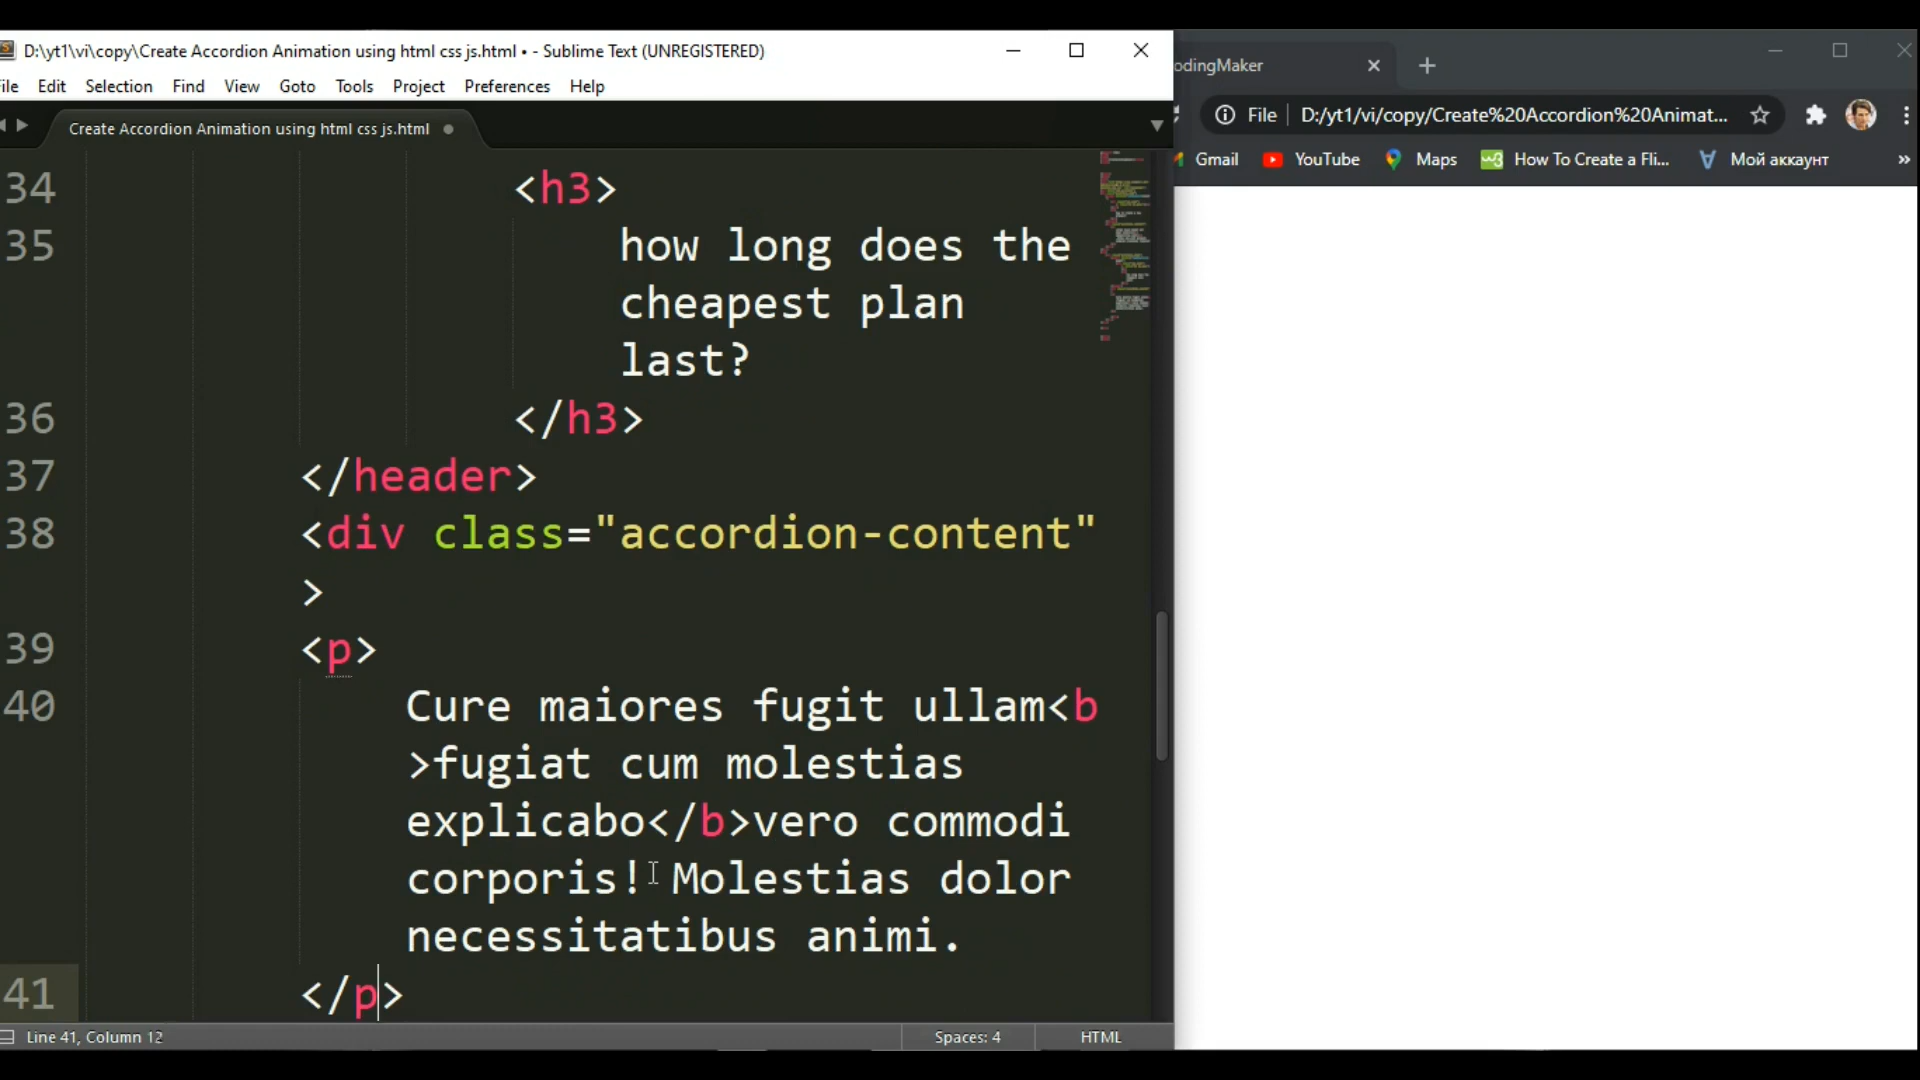 D:\yt1\vi\copy\Create Accordion Animation using html css js.html • - Sublime Text (UNREGISTERED)
ile Edit Selection Find View Goto Tools Project Preferences Help
Create Accordion Animation using html css js.html
34 <h3>
35 how long does the
cheapest plan
last?
36 </h3>
37 </header>
38 <div class="accordion-content"
>
39 <p>
40 Cure maiores fugit ullam<b
>fugiat cum molestias
explicabo</b>vero commodi
corporis! Molestias dolor
necessitatibus animi.
41 </p>
Line 41, Column 12 Spaces: 4 HTML
odingMaker
File D:/yt1/vi/copy/Create%20Accordion%20Animat...
Gmail YouTube Maps How To Create a Fli... Мой аккаунт »